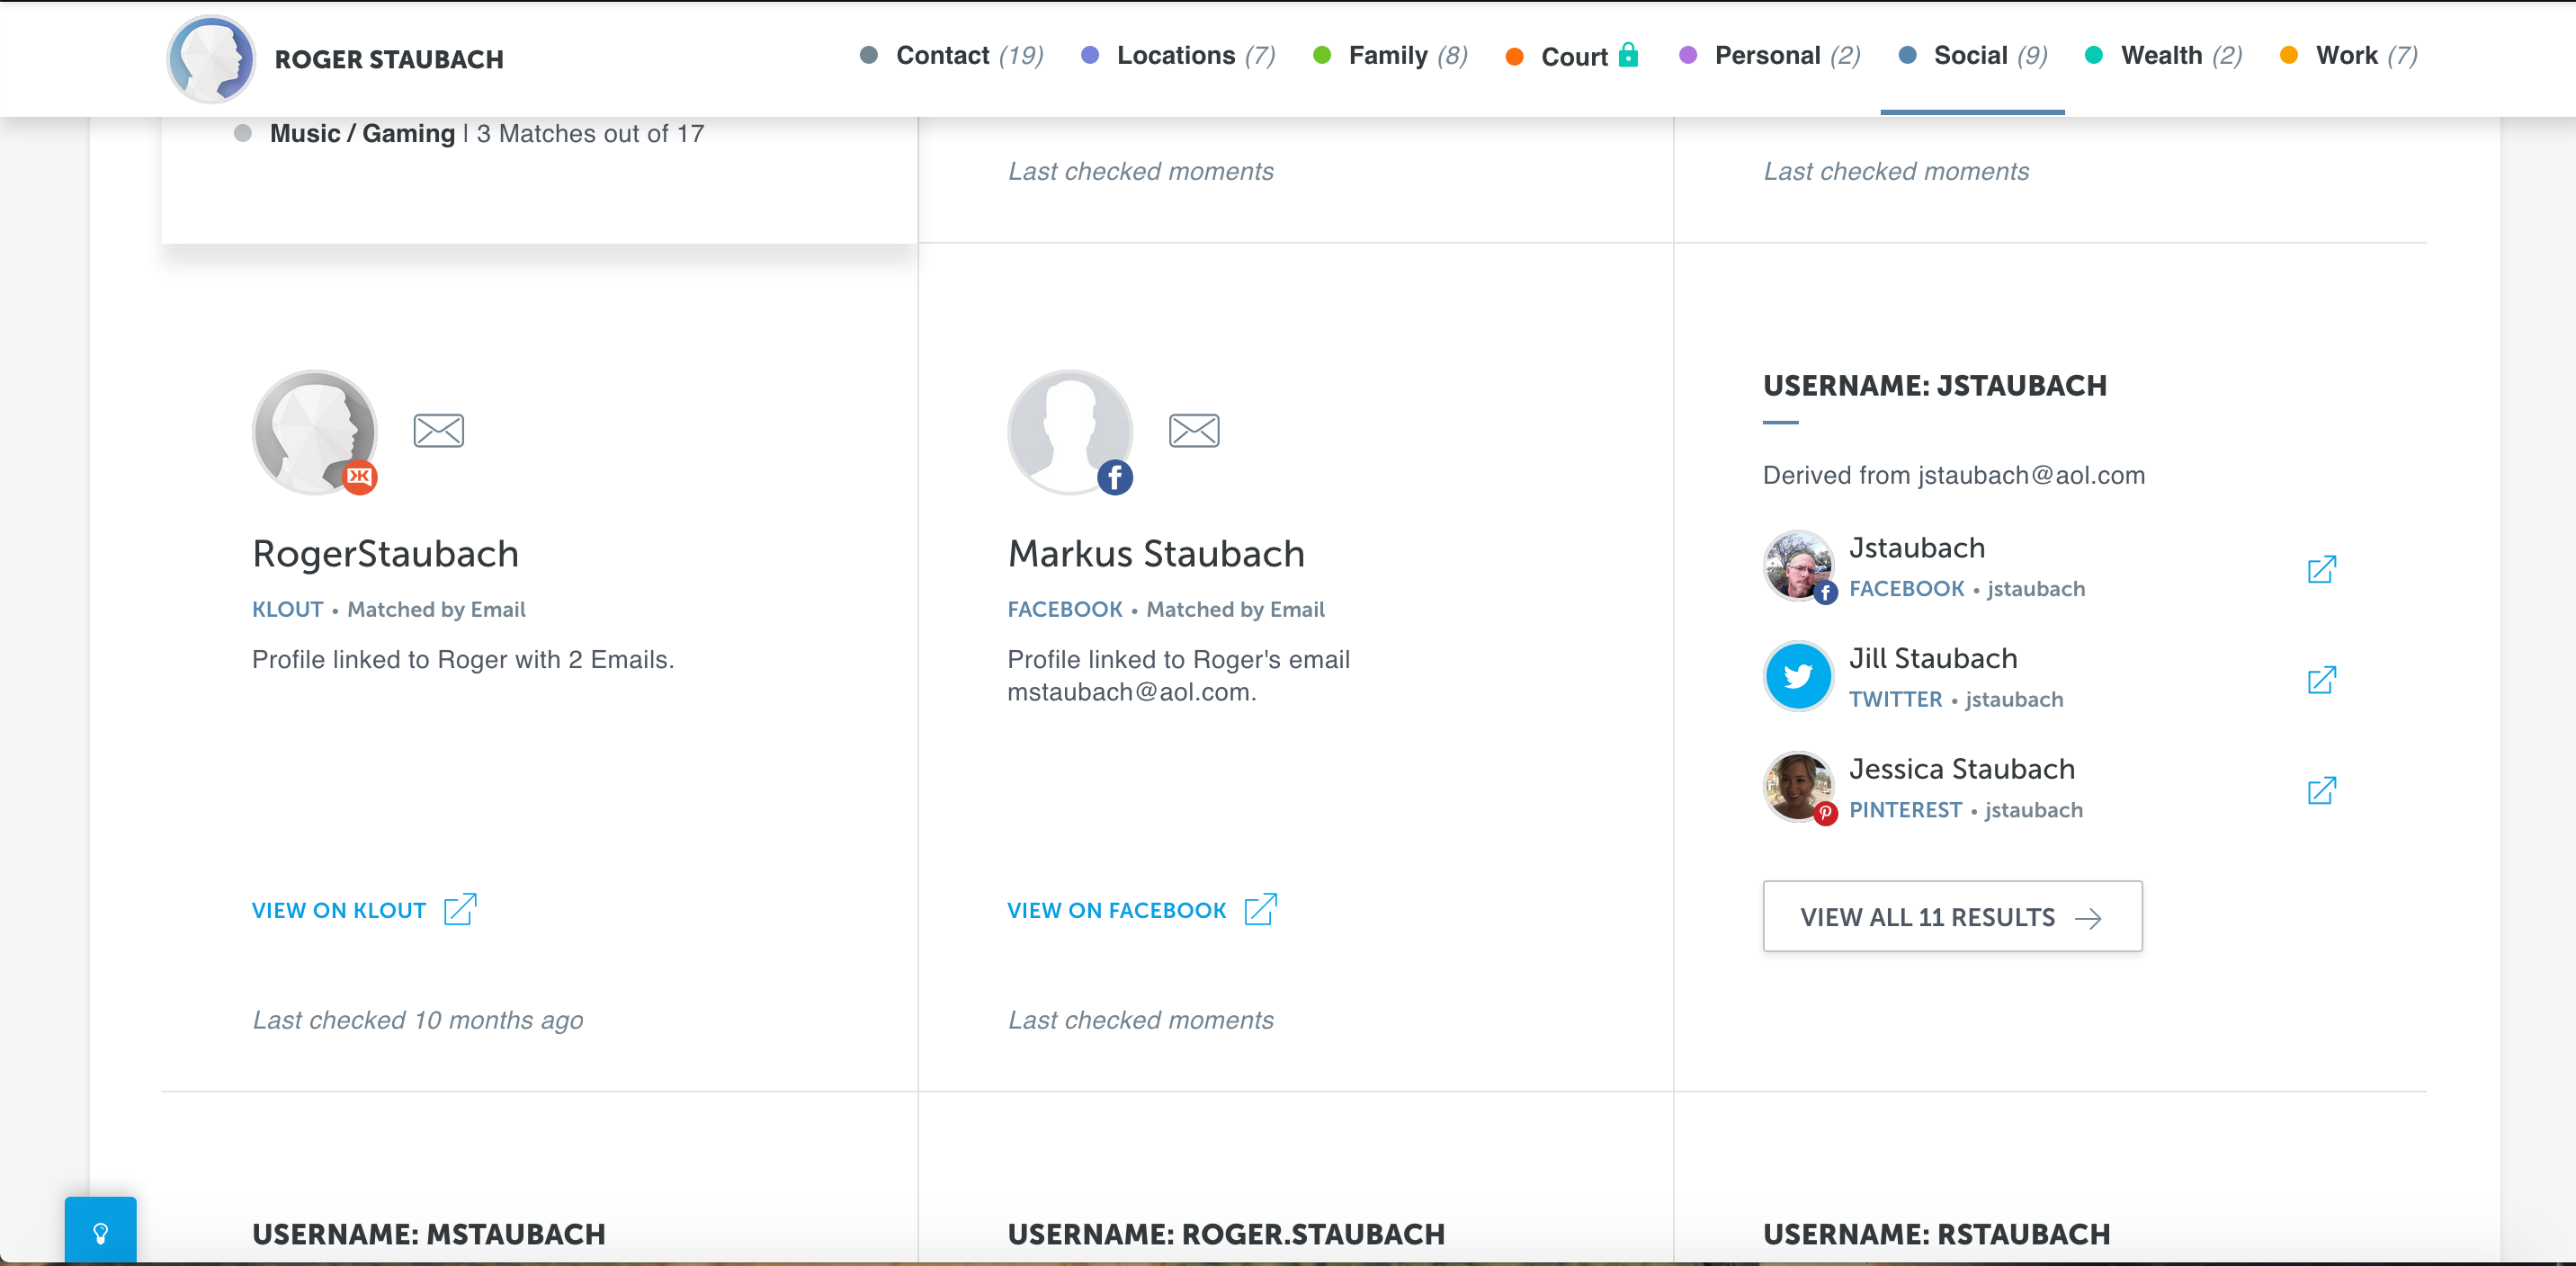 ROGER STAUBACH
Contact (19) Locations (7) Family (8) Court Personal (2) Social (9) Wealth (2) Work (7)
Music / Gaming | 3 Matches out of 17
Last checked moments
Last checked moments
RogerStaubach
KLOUT • Matched by Email
Profile linked to Roger with 2 Emails.
VIEW ON KLOUT
Last checked 10 months ago
Markus Staubach
FACEBOOK • Matched by Email
Profile linked to Roger's email
mstaubach@aol.com.
VIEW ON FACEBOOK
Last checked moments
USERNAME: JSTAUBACH
Derived from jstaubach@aol.com
Jstaubach
FACEBOOK • jstaubach
Jill Staubach
TWITTER • jstaubach
Jessica Staubach
PINTEREST • jstaubach
VIEW ALL 11 RESULTS
USERNAME: MSTAUBACH
USERNAME: ROGER.STAUBACH
USERNAME: RSTAUBACH